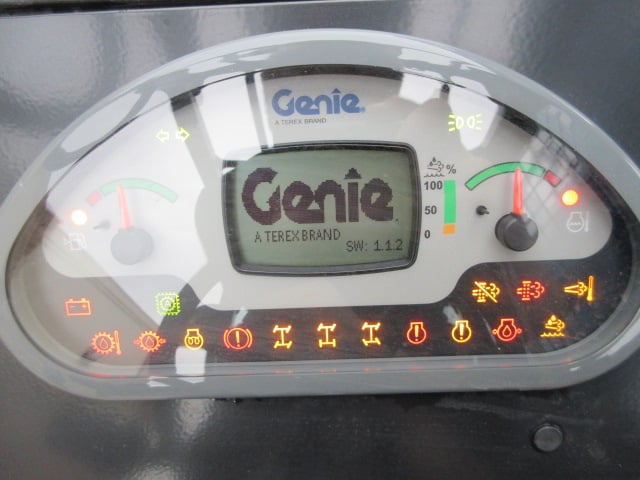 Genie
A TEREX BRAND
%
100
50
0
Genie
A TEREX BRAND
SW: 1.1.2